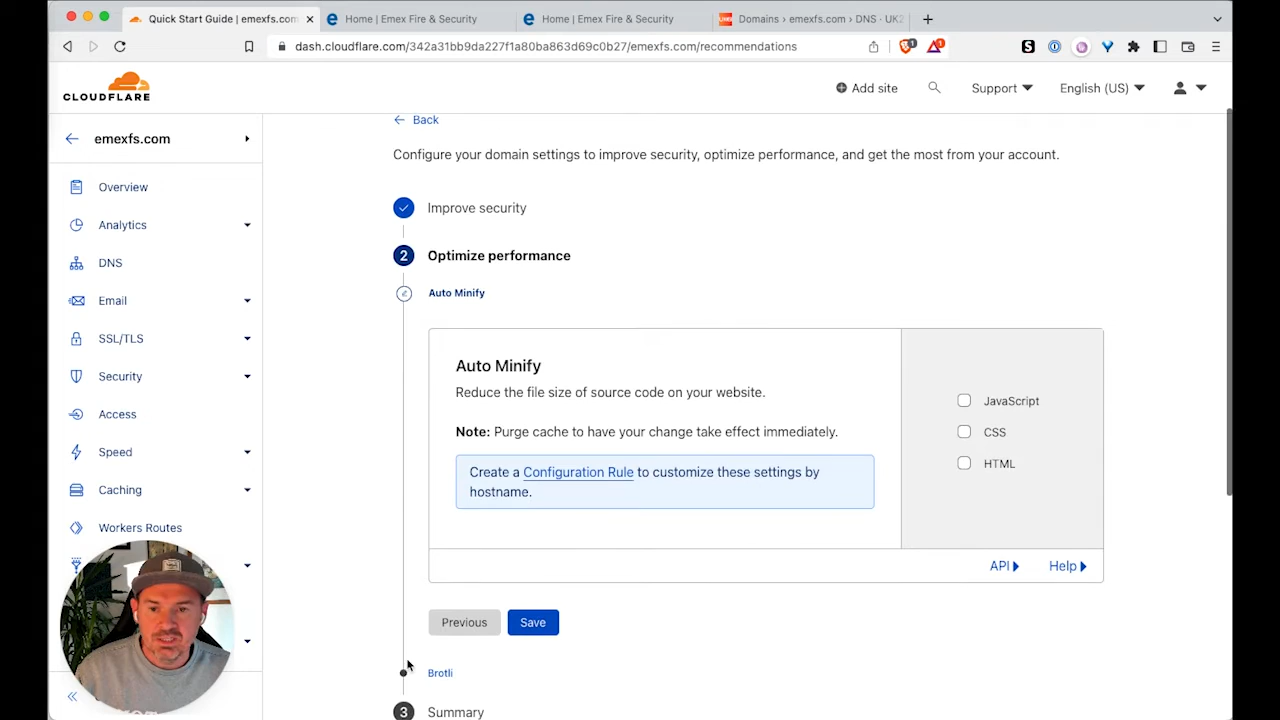 Quick Start Guide | emexfs.com
Home | Emex Fire & Security
Home | Emex Fire & Security
Domains › emexfs.com › DNS · UK2
dash.cloudflare.com/342a31bb9da227f1a80ba863d69c0b27/emexfs.com/recommendations
CLOUDFLARE
Add site
Support
English (US)
emexfs.com
Overview
Analytics
DNS
Email
SSL/TLS
Security
Access
Speed
Caching
Workers Routes
Back
Configure your domain settings to improve security, optimize performance, and get the most from your account.
Improve security
2 Optimize performance
Auto Minify
Auto Minify
Reduce the file size of source code on your website.
Note: Purge cache to have your change take effect immediately.
Create a Configuration Rule to customize these settings by
hostname.
JavaScript
CSS
HTML
API
Help
Previous
Save
Brotli
3 Summary